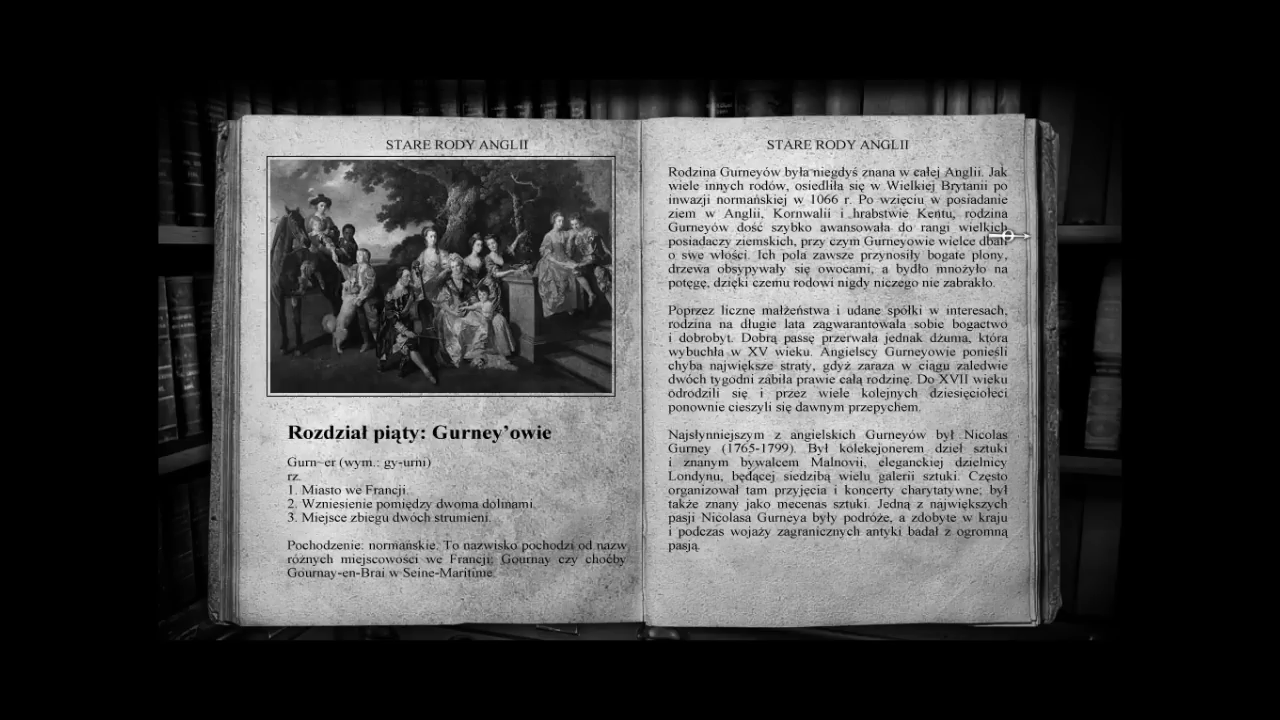 STARE RODY ANGLII
Rozdział piąty: Gurney'owie
Gurn~er (wym.: gy-urni)
rz.
1. Miasto we Francji.
2. Wzniesienie pomiędzy dwoma dolinami.
3. Miejsce zbiegu dwóch strumieni.
Pochodzenie: normańskie. To nazwisko pochodzi od nazw
różnych miejscowości we Francji: Gournay czy choćby
Gournay-en-Brai w Seine-Maritime.
STARE RODY ANGLII
Rodzina Gurneyów była niegdyś znana w całej Anglii. Jak
wiele innych rodów, osiedliła się w Wielkiej Brytanii po
inwazji normańskiej w 1066 r. Po wzięciu w posiadanie
ziem w Anglii, Kornwalii i hrabstwie Kentu, rodzina
Gurneyów dość szybko awansowała do rangi wielkich
posiadaczy ziemskich, przy czym Gurneyowie wielce dbali
o swe włości. Ich pola zawsze przynosiły bogate plony,
drzewa obsypywały się owocami, a bydło mnożyło na
potęgę, dzięki czemu rodowi nigdy niczego nie zabrakło.
Poprzez liczne małżeństwa i udane spółki w interesach,
rodzina na długie lata zagwarantowała sobie bogactwo
i dobrobyt. Dobrą passę przerwała jednak dżuma, która
wybuchła w XV wieku. Angielscy Gurneyowie ponieśli
chyba największe straty, gdyż zaraza w ciągu zaledwie
dwóch tygodni zabiła prawie całą rodzinę. Do XVII wieku
odrodzili się i przez wiele kolejnych dziesięcioleci
ponownie cieszyli się dawnym przepychem.
Najsłynniejszym z angielskich Gurneyów był Nicolas
Gurney (1765-1799). Był kolekcjonerem dzieł sztuki
i znanym bywalcem Malnovii, eleganckiej dzielnicy
Londynu, będącej siedzibą wielu galerii sztuki. Często
organizował tam przyjęcia i koncerty charytatywne; był
także znany jako mecenas sztuki. Jedną z największych
pasji Nicolasa Gurneya były podróże, a zdobyte w kraju
i podczas wojaży zagranicznych antyki badał z ogromną
pasją.